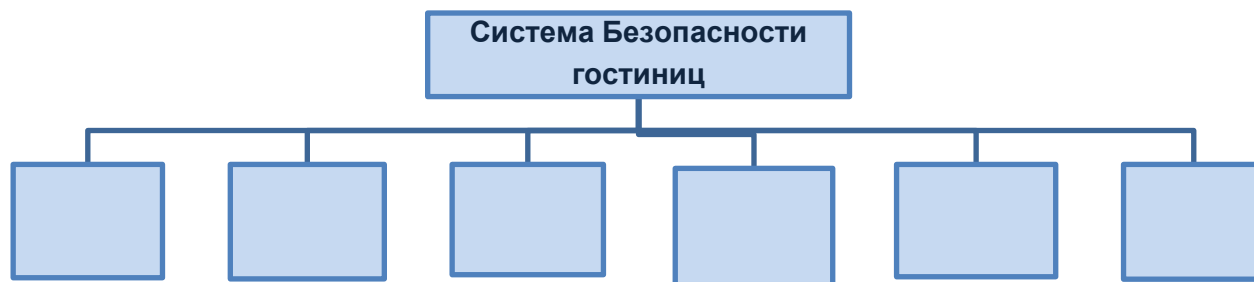 Система Безопасности
гостиниц